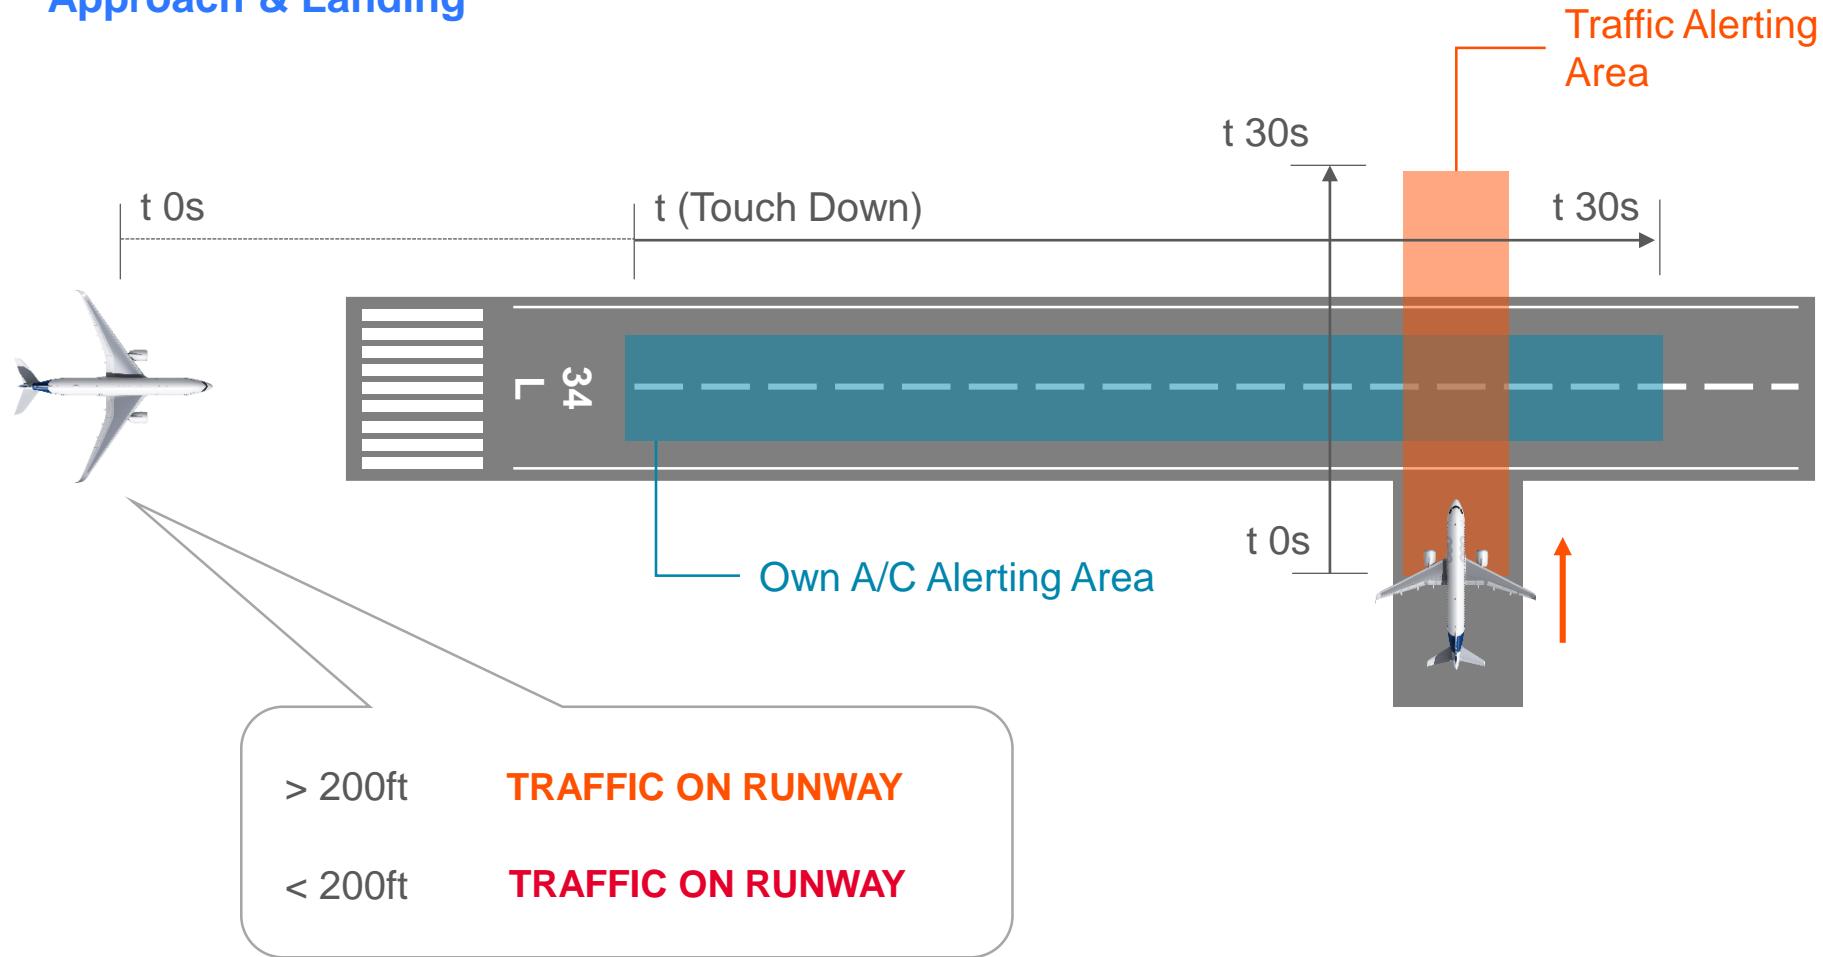 Approach & Landing
Traffic Alerting
Area
t 30s
t 0s
t (Touch Down)
t 30s
34
L
t 0s
Own A/C Alerting Area
> 200ft TRAFFIC ON RUNWAY
< 200ft TRAFFIC ON RUNWAY